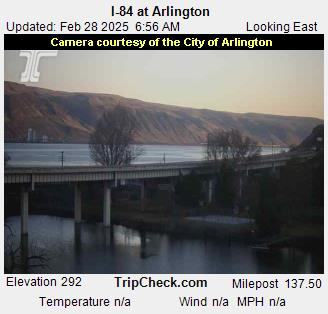 I-84 at Arlington
Updated: Feb 28 2025 6:56 AM Looking East
Camera courtesy of the City of Arlington
Elevation 292 TripCheck.com Milepost 137.50
Temperature n/a Wind n/a MPH n/a